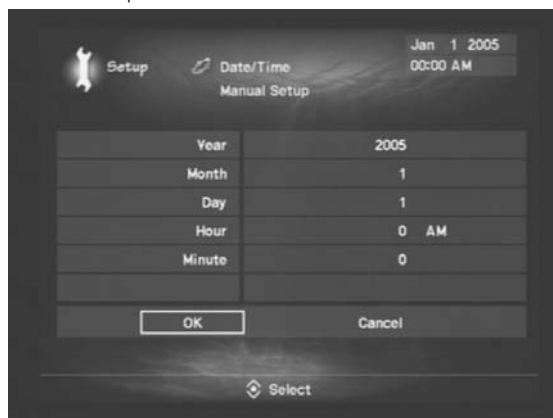 Jan 1 2005
Setup Date/Time 00:00 AM
Manual Setup
Year 2005
Month 1
Day 1
Hour 0 AM
Minute 0
OK Cancel
Select